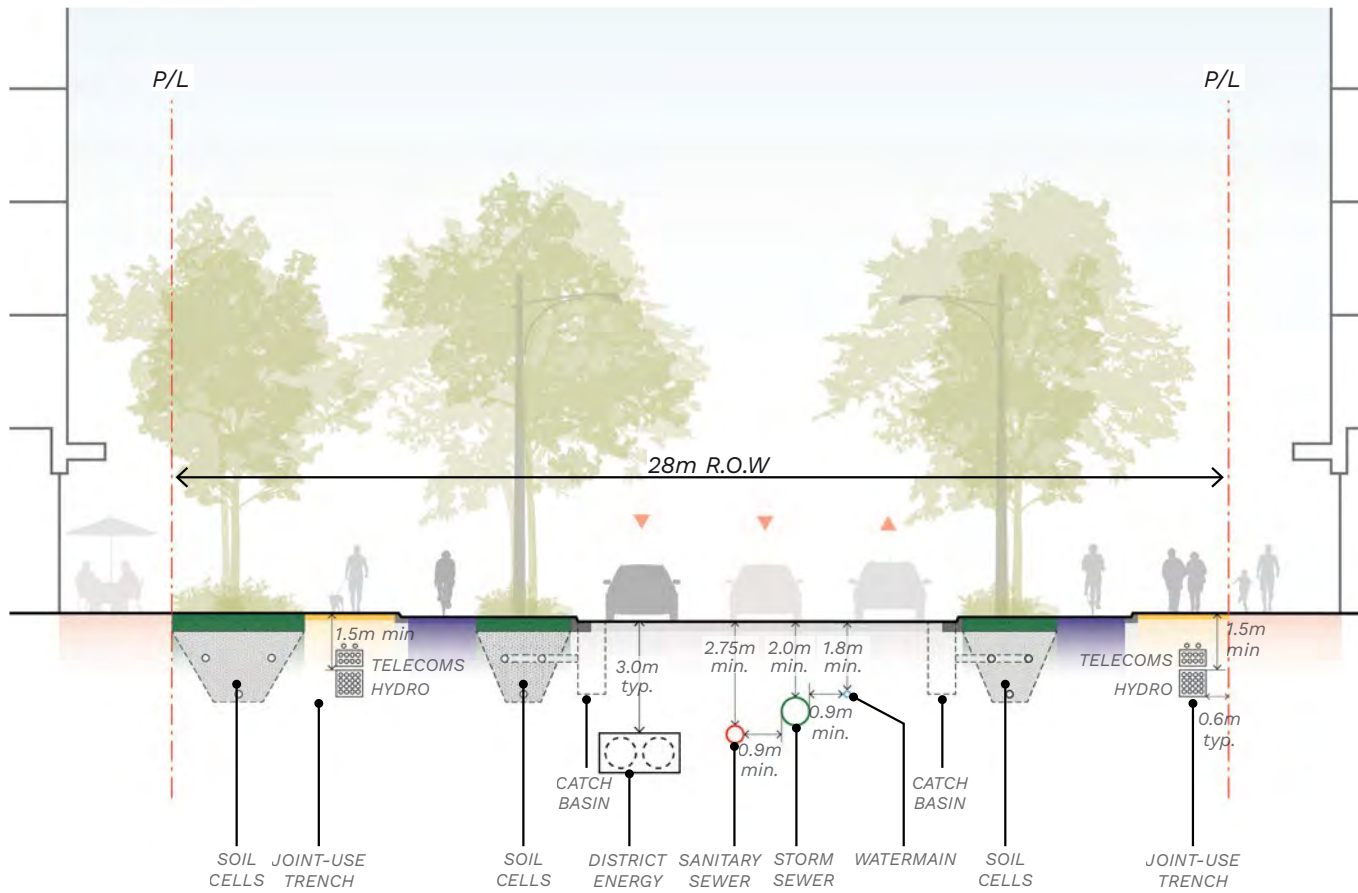 P/L
P/L
28m R.O.W
1.5m min
TELECOMS
HYDRO
3.0m
typ.
2.75m
min.
2.0m
min.
1.8m
min.
0.9m
min.
0.9m
min.
TELECOMS
HYDRO
1.5m
min
0.6m
typ.
CATCH
BASIN
CATCH
BASIN
SOIL
CELLS
JOINT-USE
TRENCH
SOIL
CELLS
DISTRICT
ENERGY
SANITARY
SEWER
STORM
SEWER
WATERMAIN
SOIL
CELLS
JOINT-USE
TRENCH